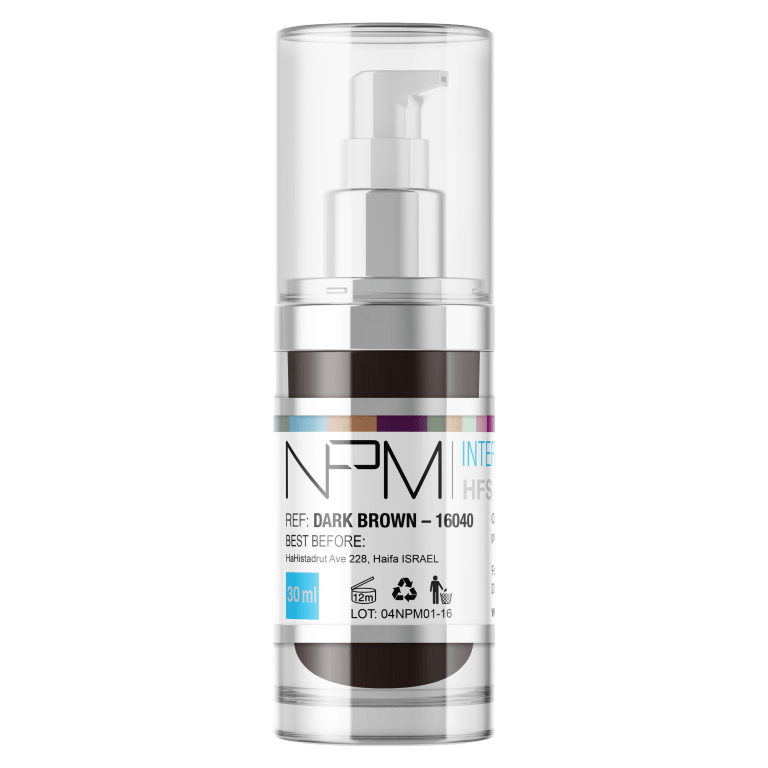 NPM
INTER
HFS
REF: DARK BROWN – 16040
BEST BEFORE:
HaHistadrut Ave 228, Haifa ISRAEL
30 ml
12m
LOT: 04NPM01-16